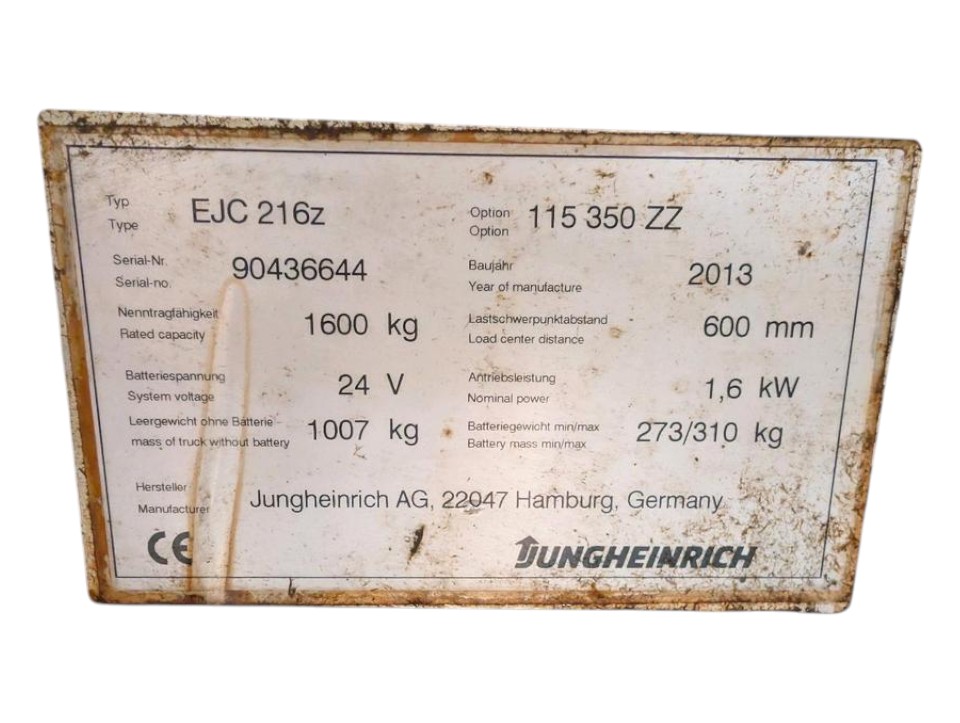 Typ
Type
EJC 216z
Option
Option
115 350 ZZ
Serial-Nr.
Serial-no.
90436644
Baujahr
Year of manufacture
2013
Nenntragfähigkeit
Rated capacity
1600 kg
Lastschwerpunktabstand
Load center distance
600 mm
Batteriespannung
System voltage
24 V
Antriebsleistung
Nominal power
1,6 kW
Leergewicht ohne Batterie
mass of truck without battery
1007 kg
Batteriegewicht min/max
Battery mass min/max
273/310 kg
Hersteller
Manufacturer
Jungheinrich AG, 22047 Hamburg, Germany
CE
JUNGHEINRICH